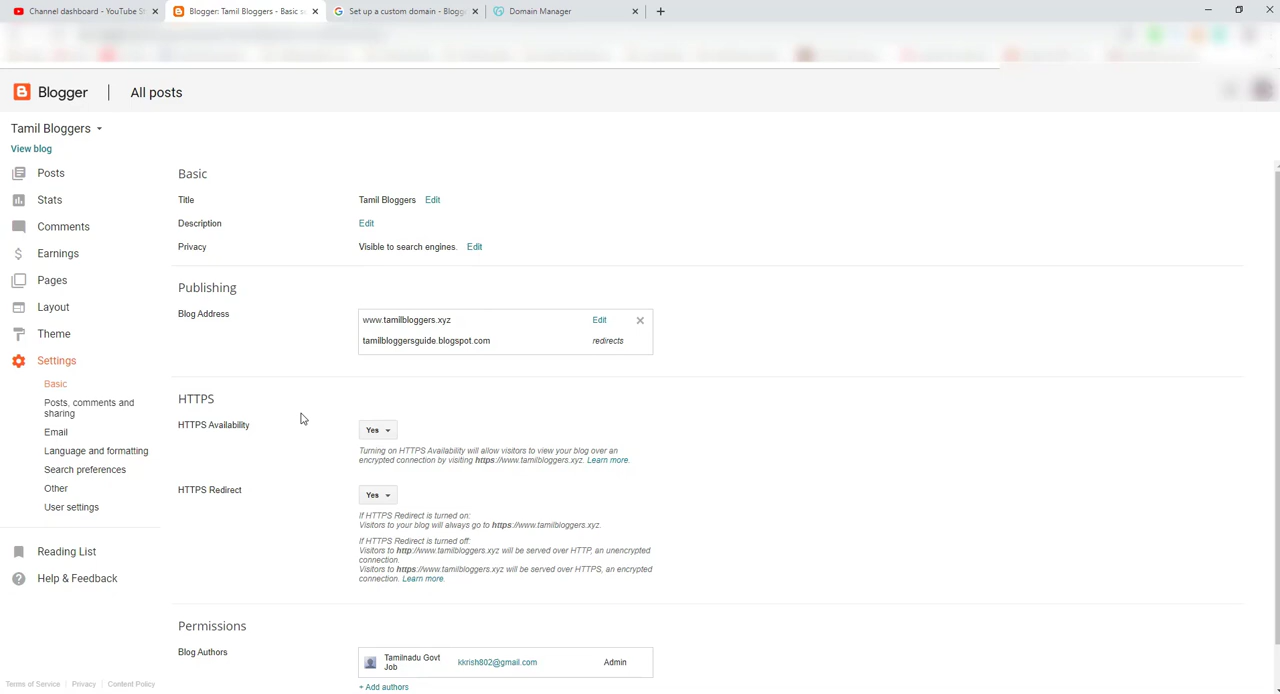 Channel dashboard - YouTube St
Blogger: Tamil Bloggers - Basic s
Set up a custom domain - Blogg
Domain Manager
Blogger
All posts
Tamil Bloggers
View blog
Posts
Stats
Comments
Earnings
Pages
Layout
Theme
Settings
Basic
Posts, comments and
sharing
Email
Language and formatting
Search preferences
Other
User settings
Reading List
Help & Feedback
Terms of Service | Privacy | Content Policy
Basic
Title Tamil Bloggers Edit
Description Edit
Privacy Visible to search engines. Edit
Publishing
Blog Address
www.tamilbloggers.xyz Edit
tamilbloggersguide.blogspot.com redirects
HTTPS
HTTPS Availability Yes
Turning on HTTPS Availability will allow visitors to view your blog over an
encrypted connection by visiting https://www.tamilbloggers.xyz. Learn more.
HTTPS Redirect Yes
If HTTPS Redirect is turned on:
Visitors to your blog will always go to https://www.tamilbloggers.xyz.
If HTTPS Redirect is turned off:
Visitors to http://www.tamilbloggers.xyz will be served over HTTP, an unencrypted
connection.
Visitors to https://www.tamilbloggers.xyz will be served over HTTPS, an encrypted
connection. Learn more.
Permissions
Blog Authors
Tamilnadu Govt
Job
kkrish802@gmail.com Admin
+ Add authors